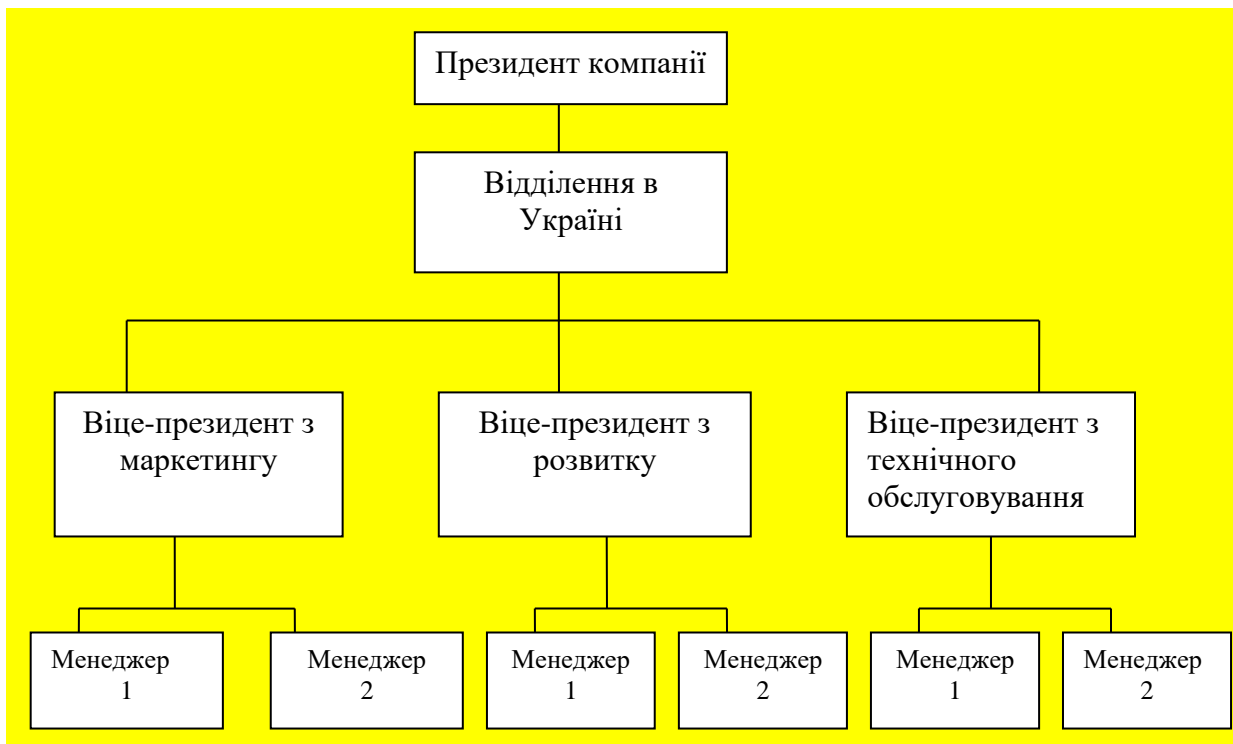 Президент компанії
Відділення в
Україні
Віце-президент з
маркетингу
Віце-президент з
розвитку
Віце-президент з
технічного
обслуговування
Менеджер
1
Менеджер
2
Менеджер
1
Менеджер
2
Менеджер
1
Менеджер
2